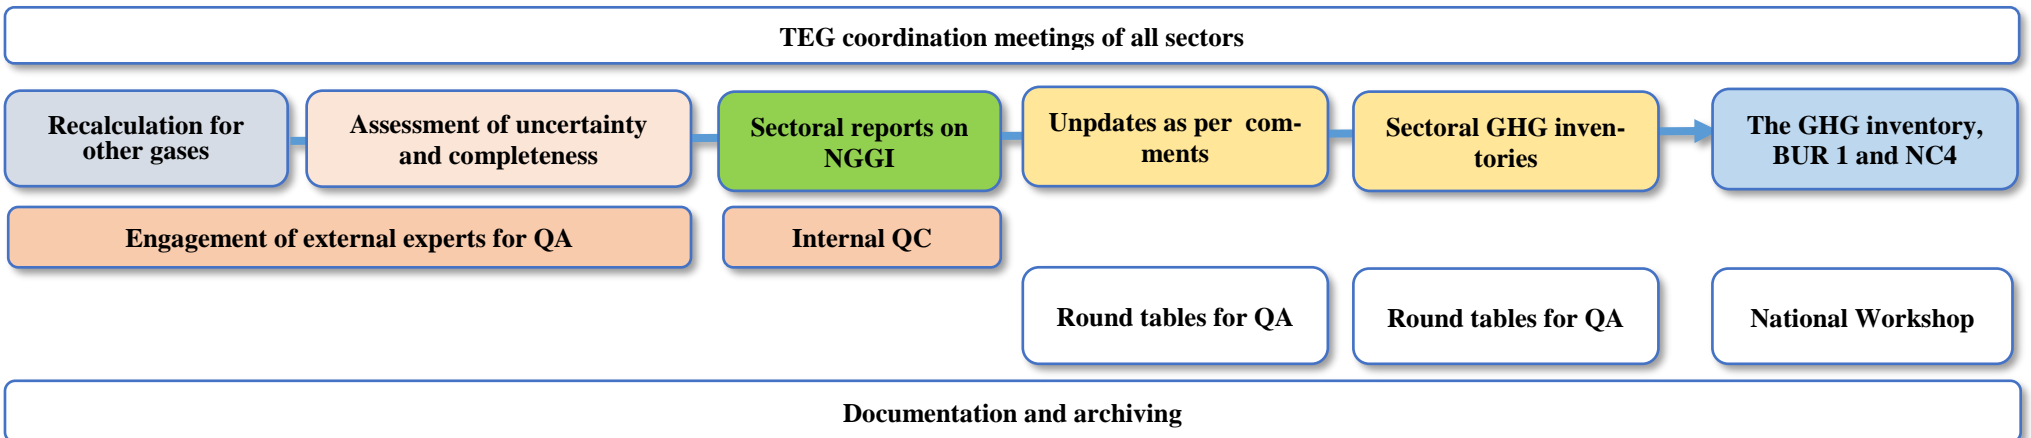 TEG coordination meetings of all sectors
Recalculation for
other gases
Assessment of uncertainty
and completeness
Sectoral reports on
NGGI
Unpdates as per  com-
ments
Sectoral GHG inven-
tories
The GHG inventory,
BUR 1 and NC4
Engagement of external experts for QA
Internal QC
Round tables for QA
Round tables for QA
National Workshop
Documentation and archiving